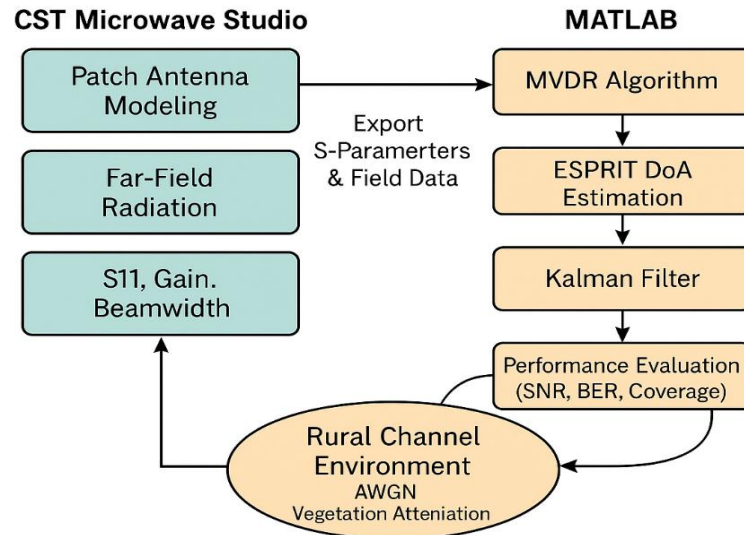 CST Microwave Studio
MATLAB
Patch Antenna
Modeling
Far-Field
Radiation
S11, Gain.
Beamwidth
Export
S-Paramerters
& Field Data
MVDR Algorithm
ESPRIT DoA
Estimation
Kalman Filter
Performance Evaluation
(SNR, BER, Coverage)
Rural Channel
Environment
AWGN
Vegetation Atteniation